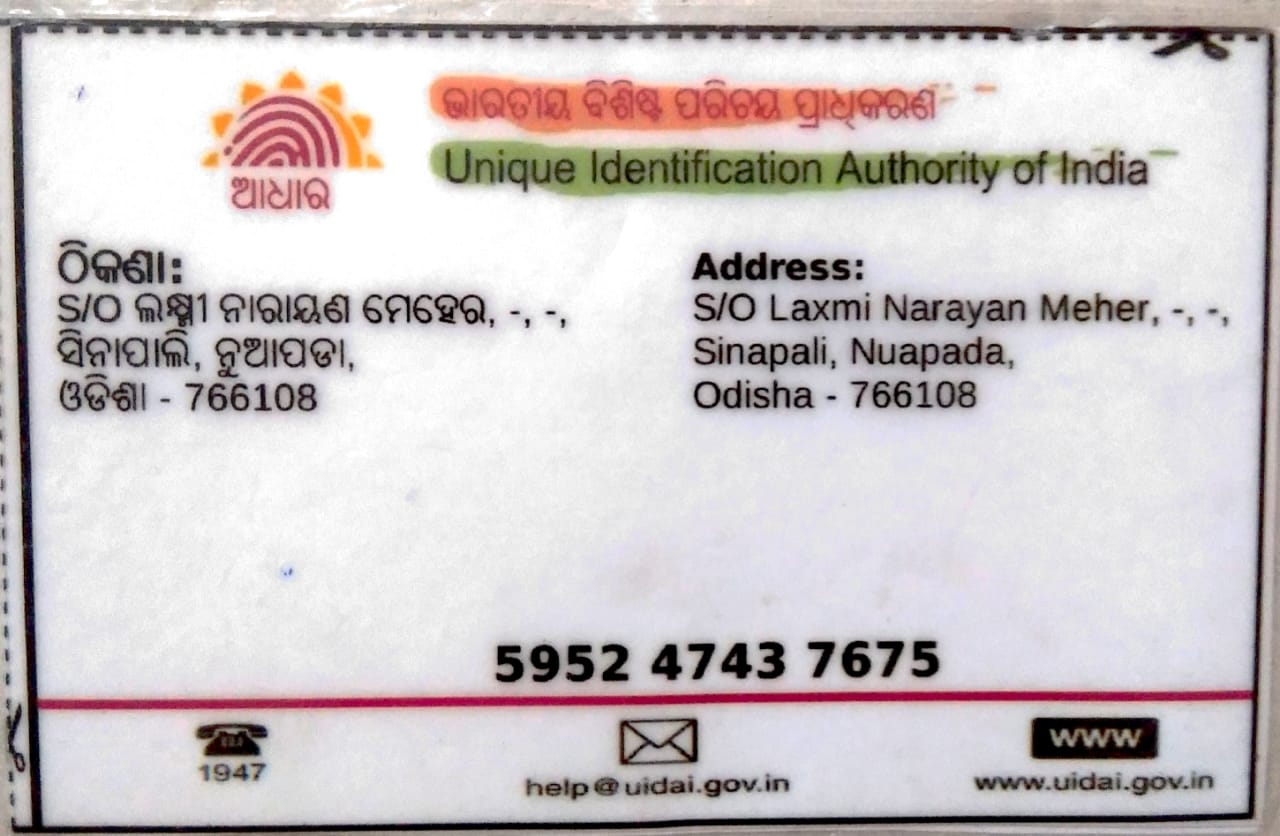 ଭାରତୀୟ ବିଶିଷ୍ଟ ପରିଚୟ ପ୍ରାଧିକରଣ
Unique Identification Authority of India
ଆଧାର
ଠିକଣା:
S/O ଲକ୍ଷ୍ମୀ ନାରାୟଣ ମେହେର, -, -,
ସିନାପାଲି, ନୁଆପଡା,
ଓଡିଶା - 766108
Address:
S/O Laxmi Narayan Meher, -, -,
Sinapali, Nuapada,
Odisha - 766108
5952 4743 7675
1947
help@uidai.gov.in
WWW
www.uidai.gov.in